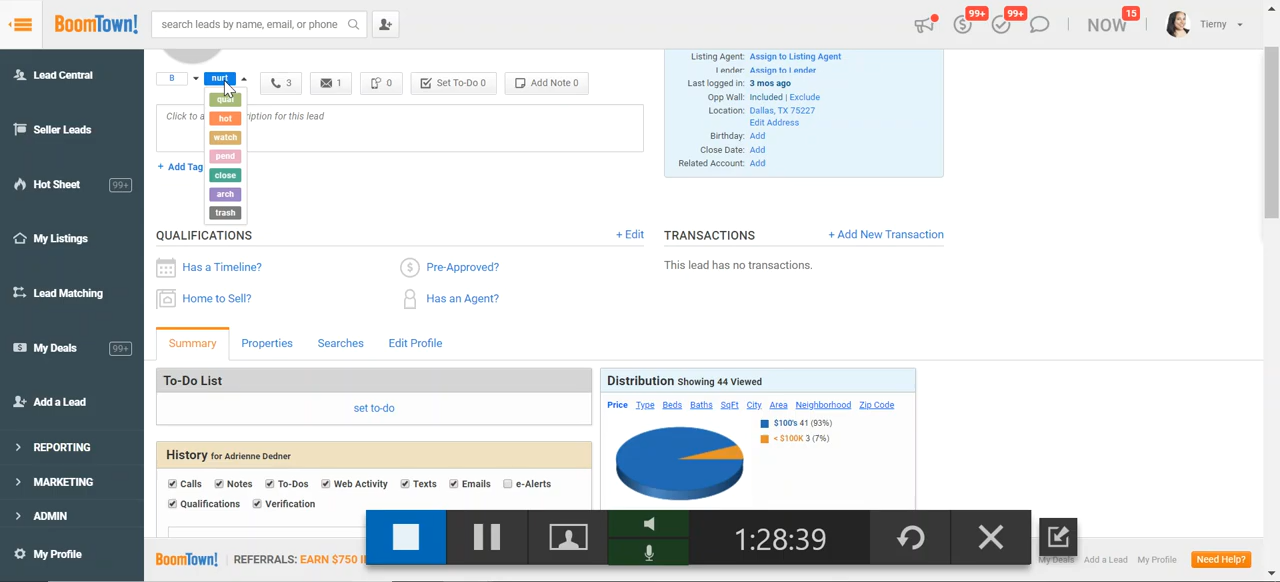 BoomTown!
search leads by name, email, or phone
99+
99+
NOW 15
Tierny
Lead Central
Seller Leads
Hot Sheet 99+
My Listings
Lead Matching
My Deals 99+
Add a Lead
REPORTING
MARKETING
ADMIN
My Profile
B
nurt
3
1
0
Set To-Do 0
Add Note 0
qual
hot
watch
pend
close
arch
trash
Click to a
ption for this lead
+ Add Tag
Listing Agent: Assign to Listing Agent
Lender: Assign to Lender
Last logged in: 3 mos ago
Opp Wall: Included | Exclude
Location: Dallas, TX 75227
Edit Address
Birthday: Add
Close Date: Add
Related Account: Add
QUALIFICATIONS + Edit
Has a Timeline?
Pre-Approved?
Home to Sell?
Has an Agent?
TRANSACTIONS + Add New Transaction
This lead has no transactions.
Summary Properties Searches Edit Profile
To-Do List
set to-do
History for Adrienne Dedner
Calls Notes To-Dos Web Activity Texts Emails e-Alerts
Qualifications Verification
Distribution Showing 44 Viewed
Price Type Beds Baths SqFt City Area Neighborhood Zip Code
$100's 41 (93%)
< $100K 3 (7%)
1:28:39
BoomTown! REFERRALS: EARN $750
My Deals Add a Lead My Profile
Need Help?